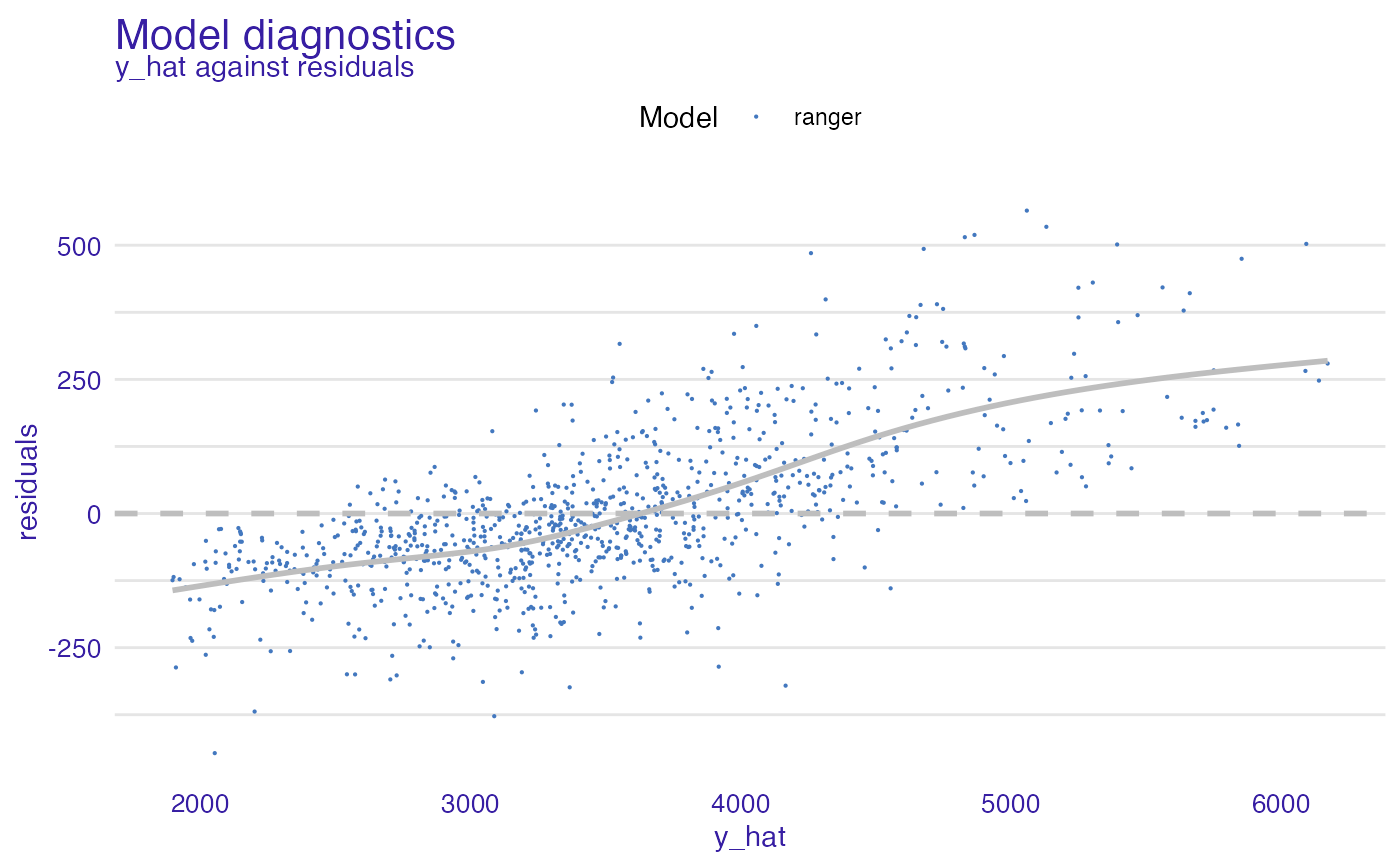 Model diagnostics
y_hat against residuals
Model ranger
500
250
0
-250
residuals
2000 3000 4000 5000 6000
y_hat